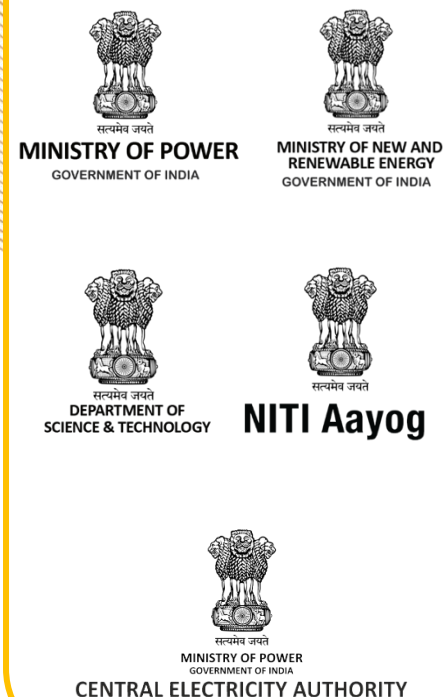 सत्यमेव जयते
MINISTRY OF POWER
GOVERNMENT OF INDIA
सत्यमेव जयते
MINISTRY OF NEW AND
RENEWABLE ENERGY
GOVERNMENT OF INDIA
सत्यमेव जयते
DEPARTMENT OF
SCIENCE & TECHNOLOGY
सत्यमेव जयते
NITI Aayog
सत्यमेव जयते
MINISTRY OF POWER
GOVERNMENT OF INDIA
CENTRAL ELECTRICITY AUTHORITY